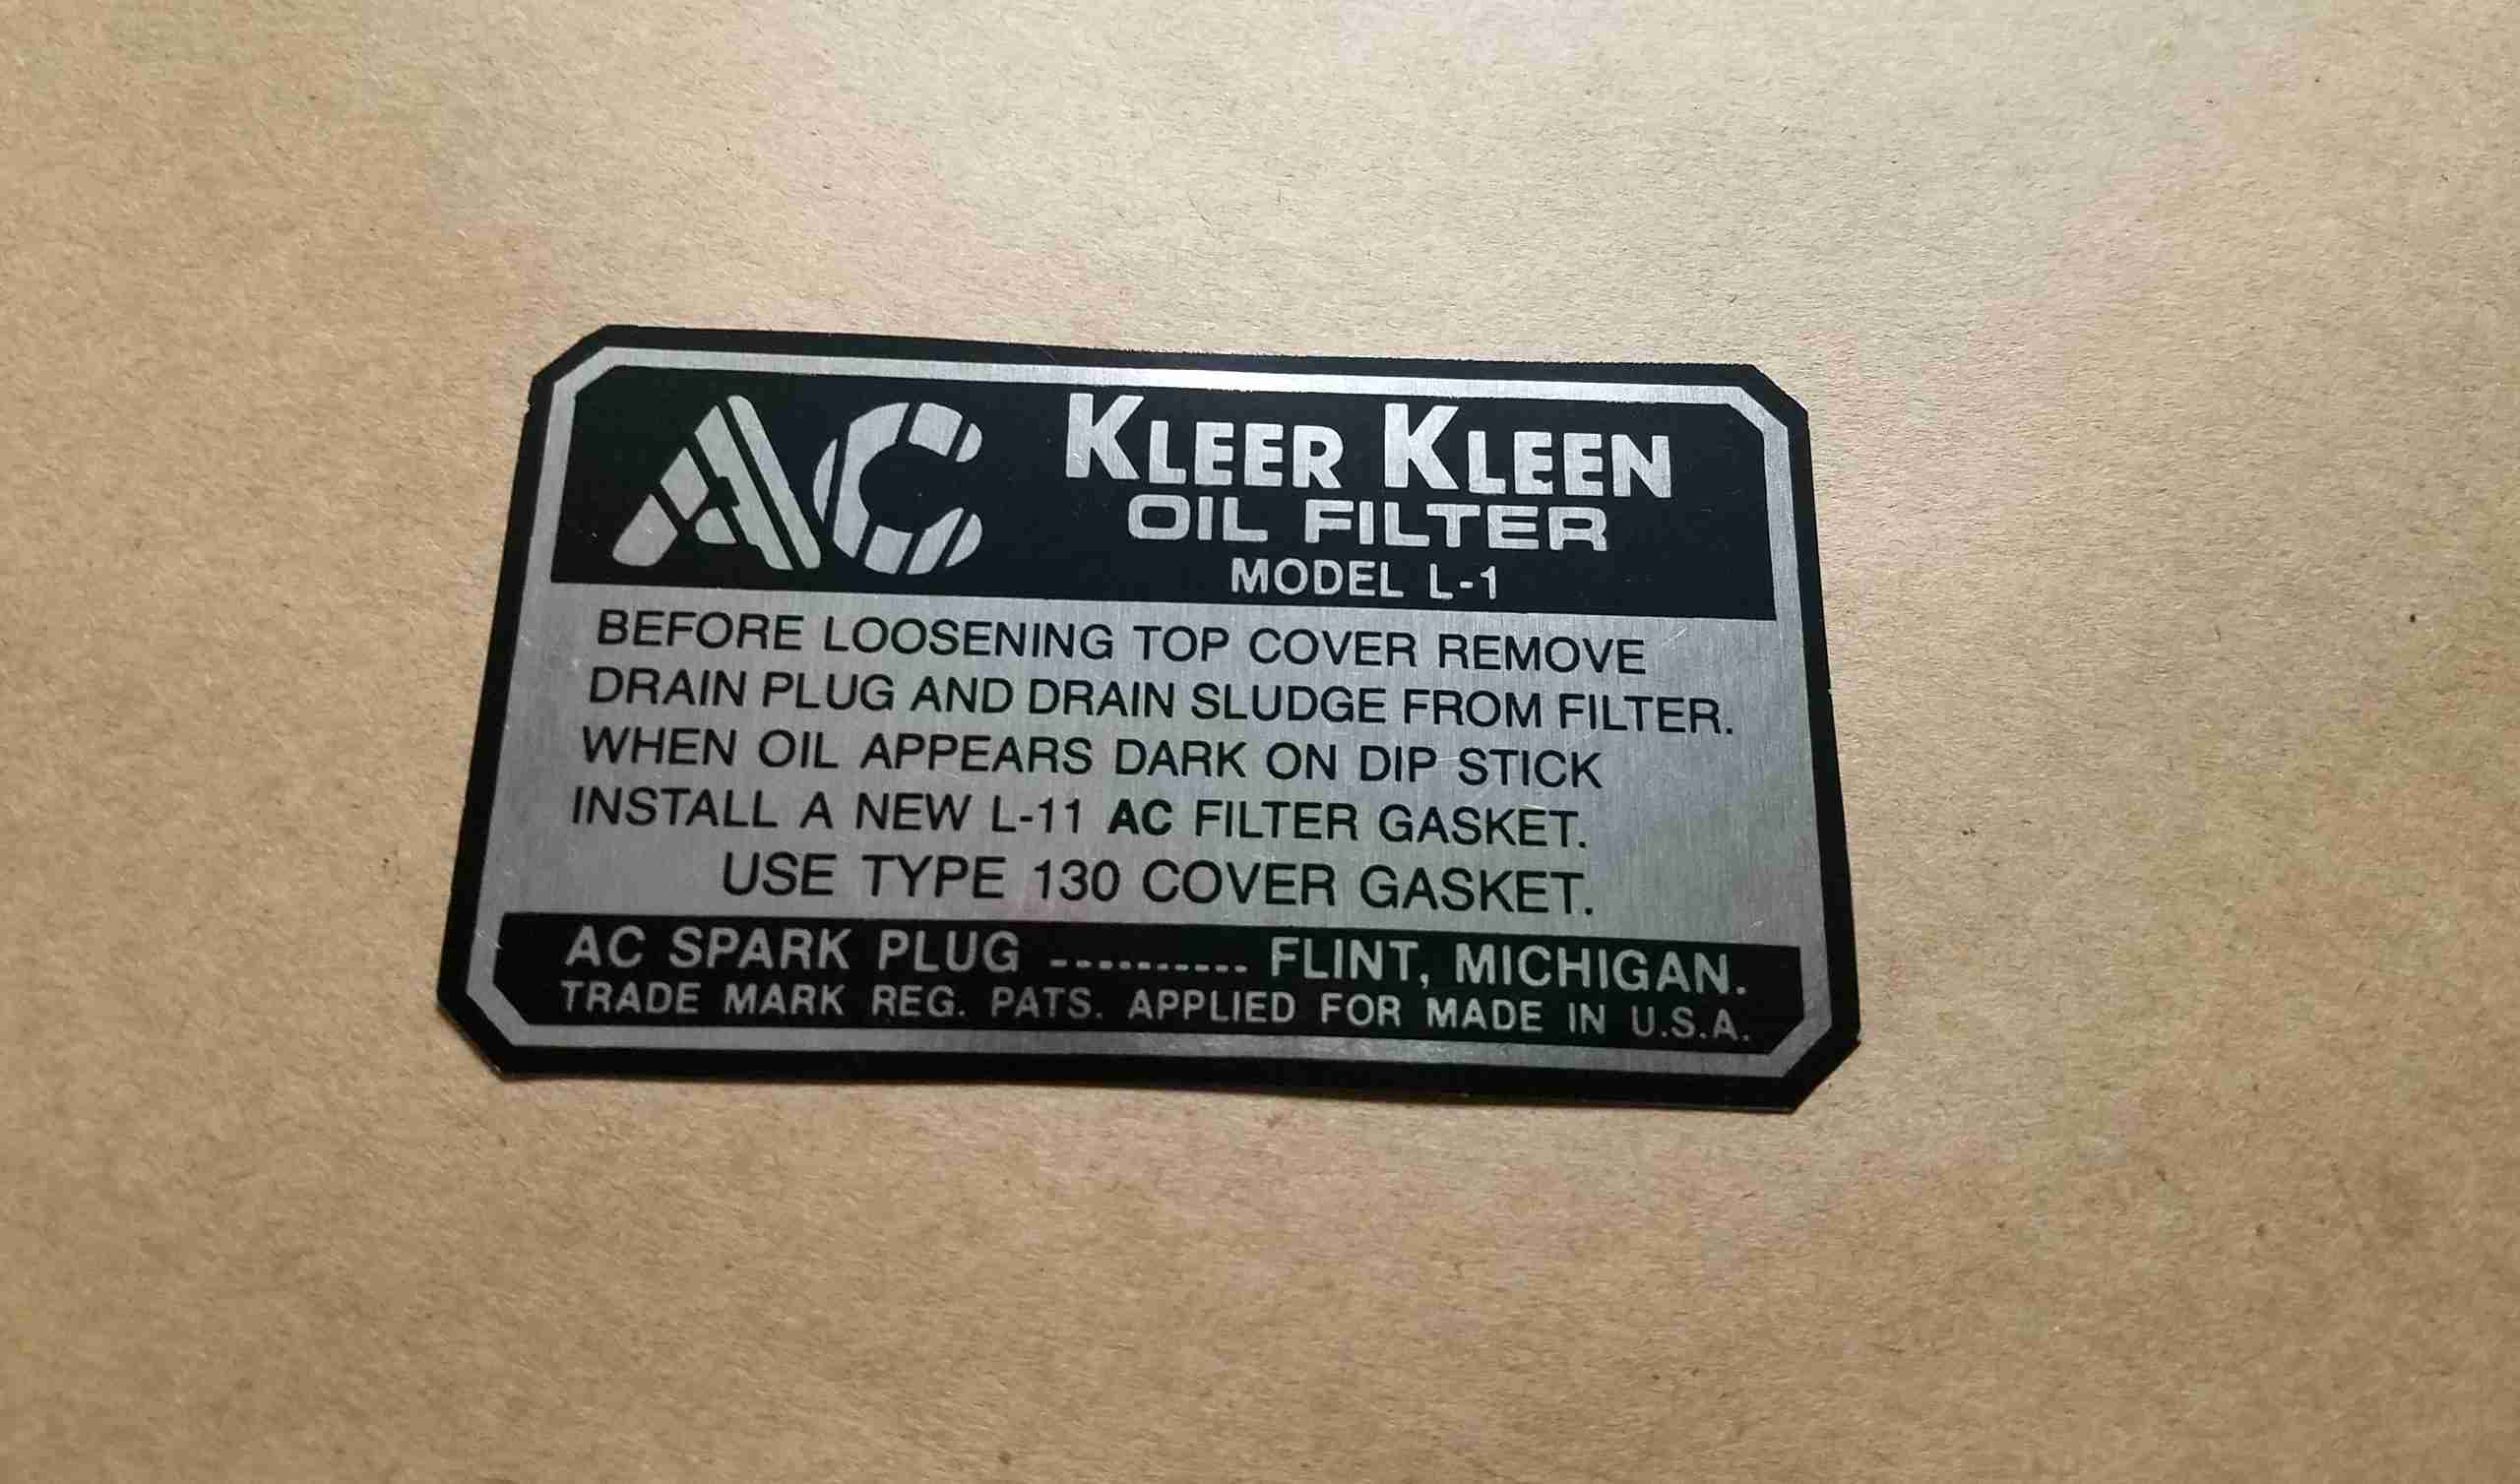 AC KLEER KLEEN
OIL FILTER
MODEL L-1
BEFORE LOOSENING TOP COVER REMOVE
DRAIN PLUG AND DRAIN SLUDGE FROM FILTER.
WHEN OIL APPEARS DARK ON DIP STICK
INSTALL A NEW L-11 AC FILTER GASKET.
USE TYPE 130 COVER GASKET.
AC SPARK PLUG ---------- FLINT, MICHIGAN.
TRADE MARK REG. PATS. APPLIED FOR MADE IN U.S.A.